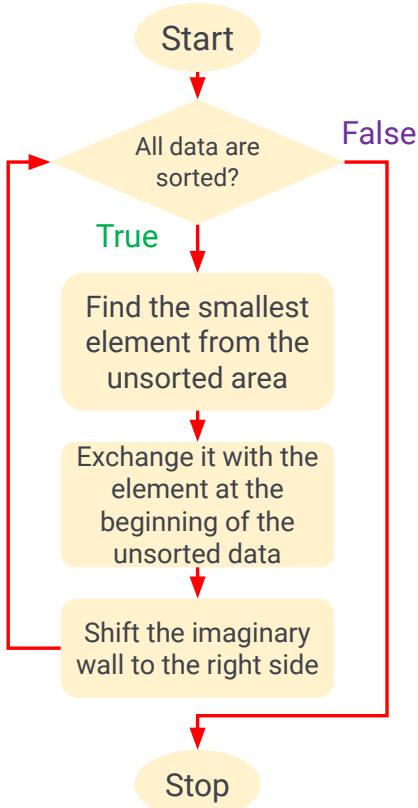 Start
All data are
sorted?
False
True
Find the smallest
element from the
unsorted area
Exchange it with the
element at the
beginning of the
unsorted data
Shift the imaginary
wall to the right side
Stop